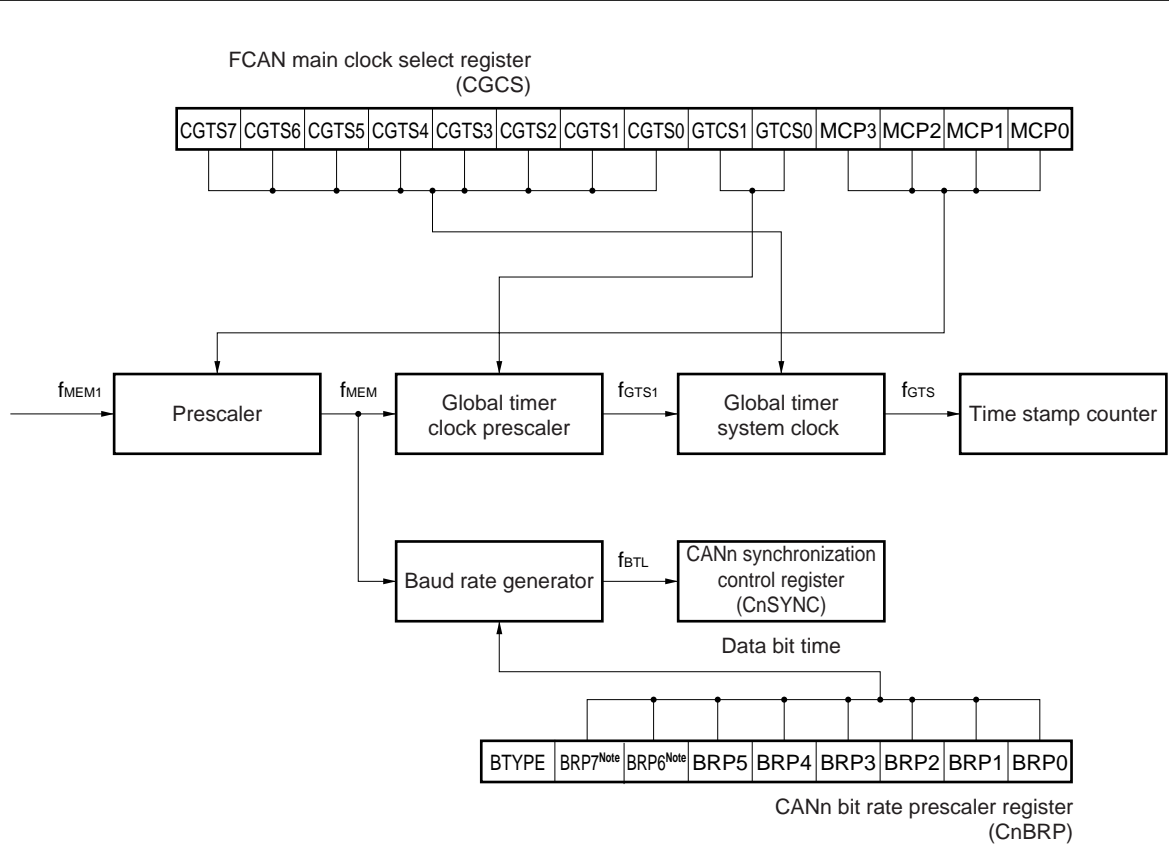 FCAN main clock select register
(CGCS)
CGTS7 CGTS6 CGTS5 CGTS4 CGTS3 CGTS2 CGTS1 CGTS0 GTCS1 GTCS0 MCP3 MCP2 MCP1 MCP0
fMEM1
Prescaler
fMEM
Global timer
clock prescaler
fGTS1
Global timer
system clock
fGTS
Time stamp counter
Baud rate generator
fBTL
CANn synchronization
control register
(CnSYNC)
Data bit time
BTYPE BRP7Note BRP6Note BRP5 BRP4 BRP3 BRP2 BRP1 BRP0
CANn bit rate prescaler register
(CnBRP)